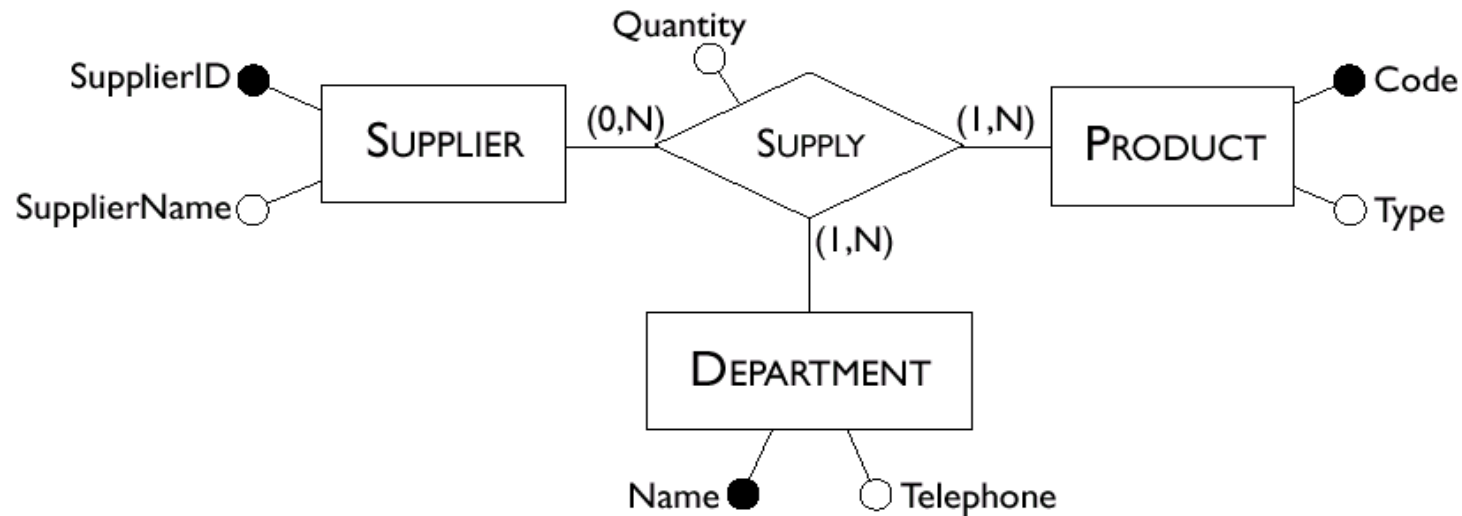 Quantity
SupplierID
Code
(0,N)
(1,N)
SUPPLIER
SUPPLY
PRODUCT
SupplierName
Type
(1,N)
DEPARTMENT
Name
Telephone